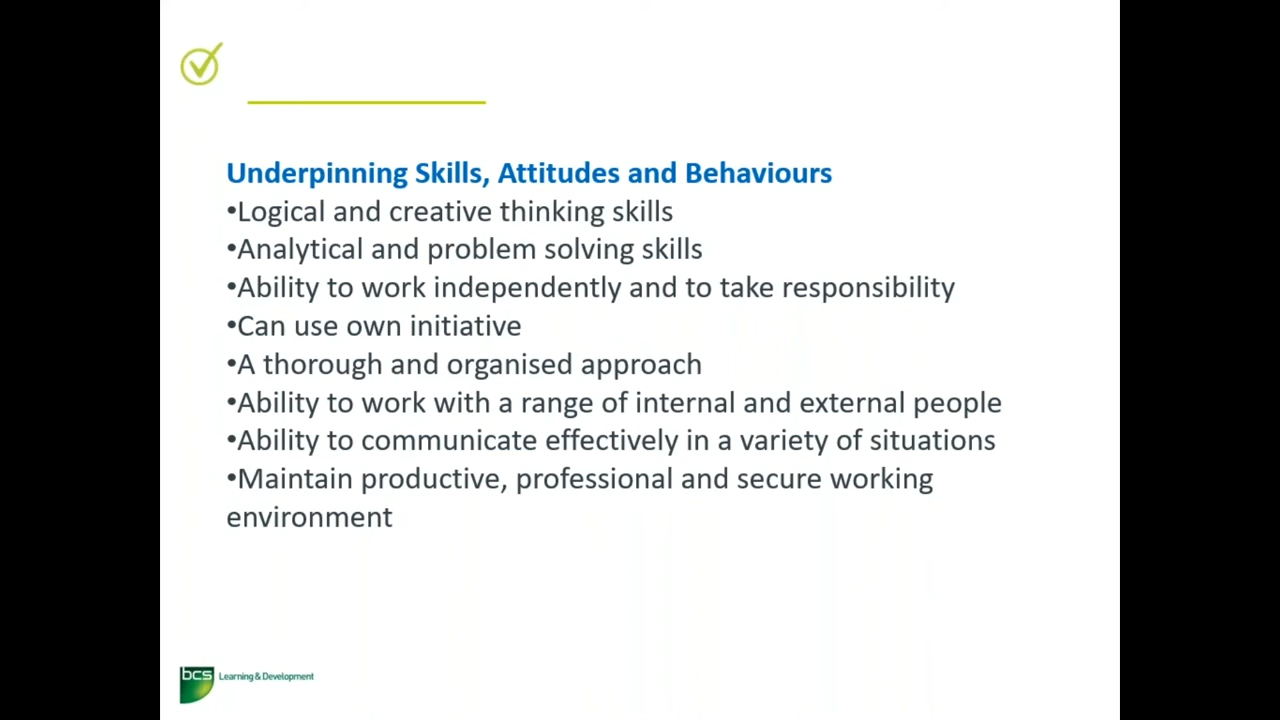 Underpinning Skills, Attitudes and Behaviours
•Logical and creative thinking skills
•Analytical and problem solving skills
•Ability to work independently and to take responsibility
•Can use own initiative
•A thorough and organised approach
•Ability to work with a range of internal and external people
•Ability to communicate effectively in a variety of situations
•Maintain productive, professional and secure working
environment
bcs Learning & Development